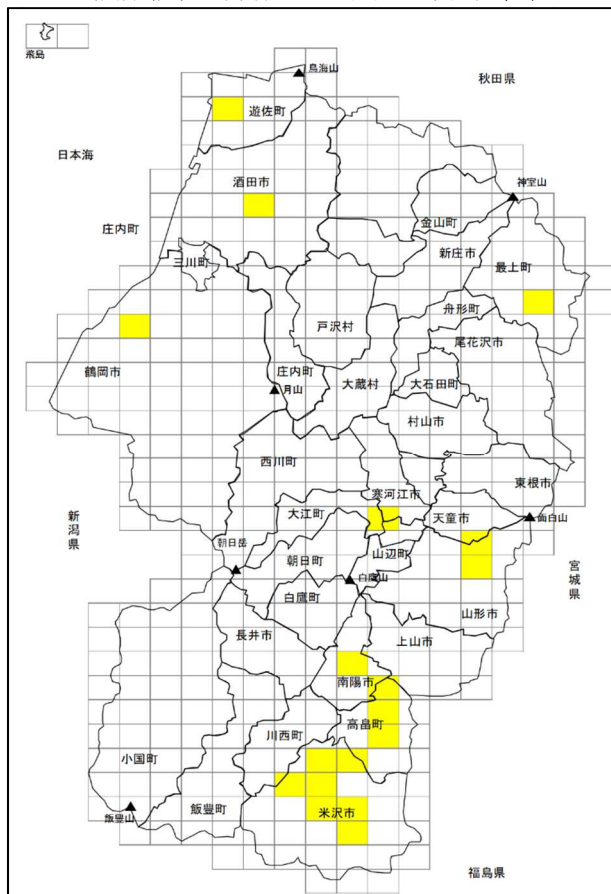 飛島
鳥海山
秋田県
遊佐町
日本海
酒田市
神室山
庄内町
金山町
新庄市
三川町
最上町
舟形町
戸沢村
尾花沢市
鶴岡市
庄内町
大蔵村
大石田町
月山
村山市
西川町
東根市
寒河江市
新潟県
大江町
天童市
面白山
朝日岳
朝日町
山辺町
宮城県
白鷹山
白鷹町
山形市
長井市
上山市
南陽市
高畠町
川西町
小国町
飯豊町
米沢市
飯豊山
福島県